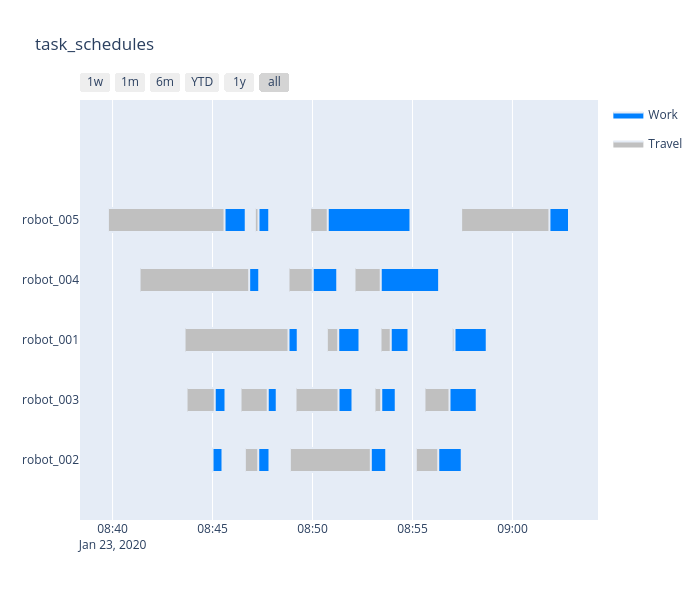 task_schedules
1w 1m 6m YTD 1y all
Work
Travel
robot_005
robot_004
robot_001
robot_003
robot_002
08:40 08:45 08:50 08:55 09:00
Jan 23, 2020